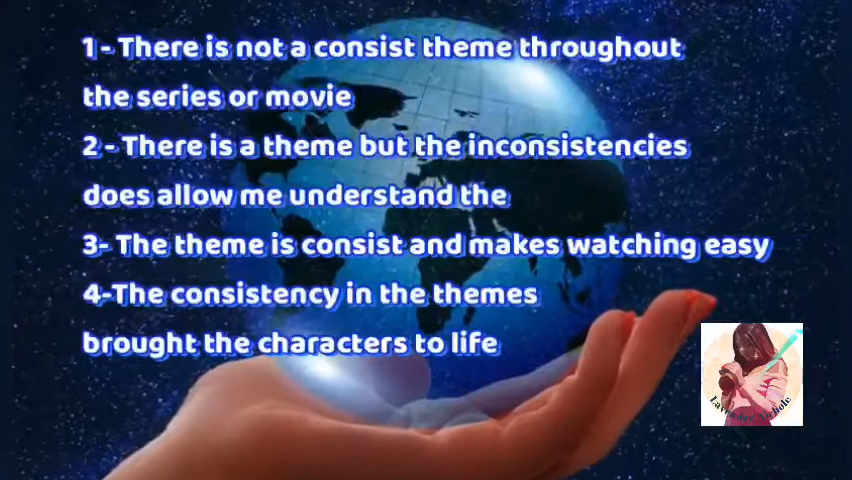 1 - There is not a consist theme throughout
the series or movie
2 - There is a theme but the inconsistencies
does allow me understand the
3- The theme is consist and makes watching easy
4-The consistency in the themes
brought the characters to life
Lavender Nichole